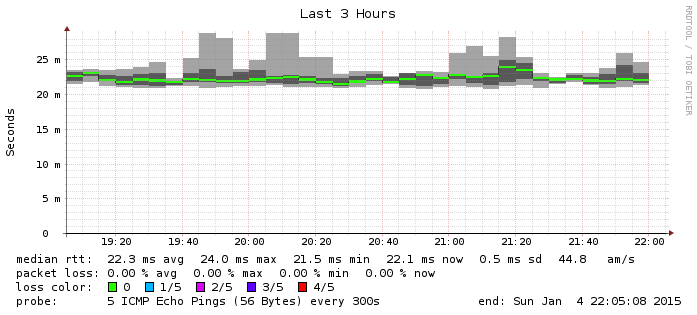 Last 3 Hours
RRDTOOL / TOBI OETIKER
Seconds
25 m
20 m
15 m
10 m
5 m
0
19:20 19:40 20:00 20:20 20:40 21:00 21:20 21:40 22:00
median rtt: 22.3 ms avg 24.0 ms max 21.5 ms min 22.1 ms now 0.5 ms sd 44.8 am/s
packet loss: 0.00 % avg 0.00 % max 0.00 % min 0.00 % now
loss color: 0 1/5 2/5 3/5 4/5
probe: 5 ICMP Echo Pings (56 Bytes) every 300s end: Sun Jan 4 22:05:08 2015